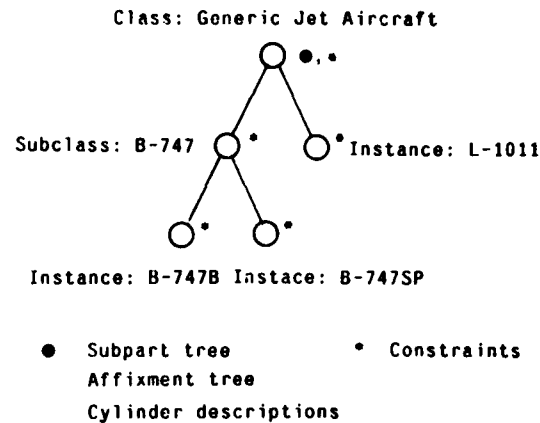 Class: Generic Jet Aircraft
●, *
Subclass: B-747 * * Instance: L-1011
* *
Instance: B-747B Instace: B-747SP
● Subpart tree * Constraints
Affixment tree
Cylinder descriptions